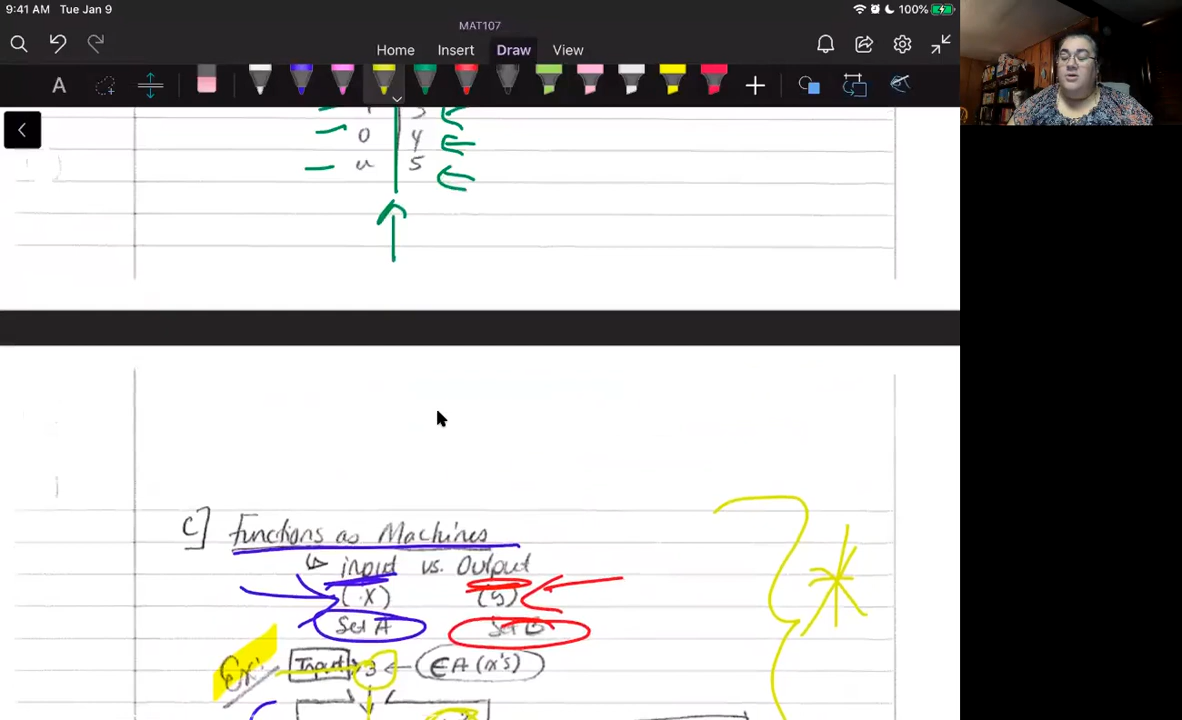 9:41 AM Tue Jan 9
100%
MAT107
Home Insert Draw View
A
O 4
u 5
C] Functions as Machines
↳ input vs. Output
(X) (y)
Set A Set B
Ex: Input 3 ← ∈A (x's)